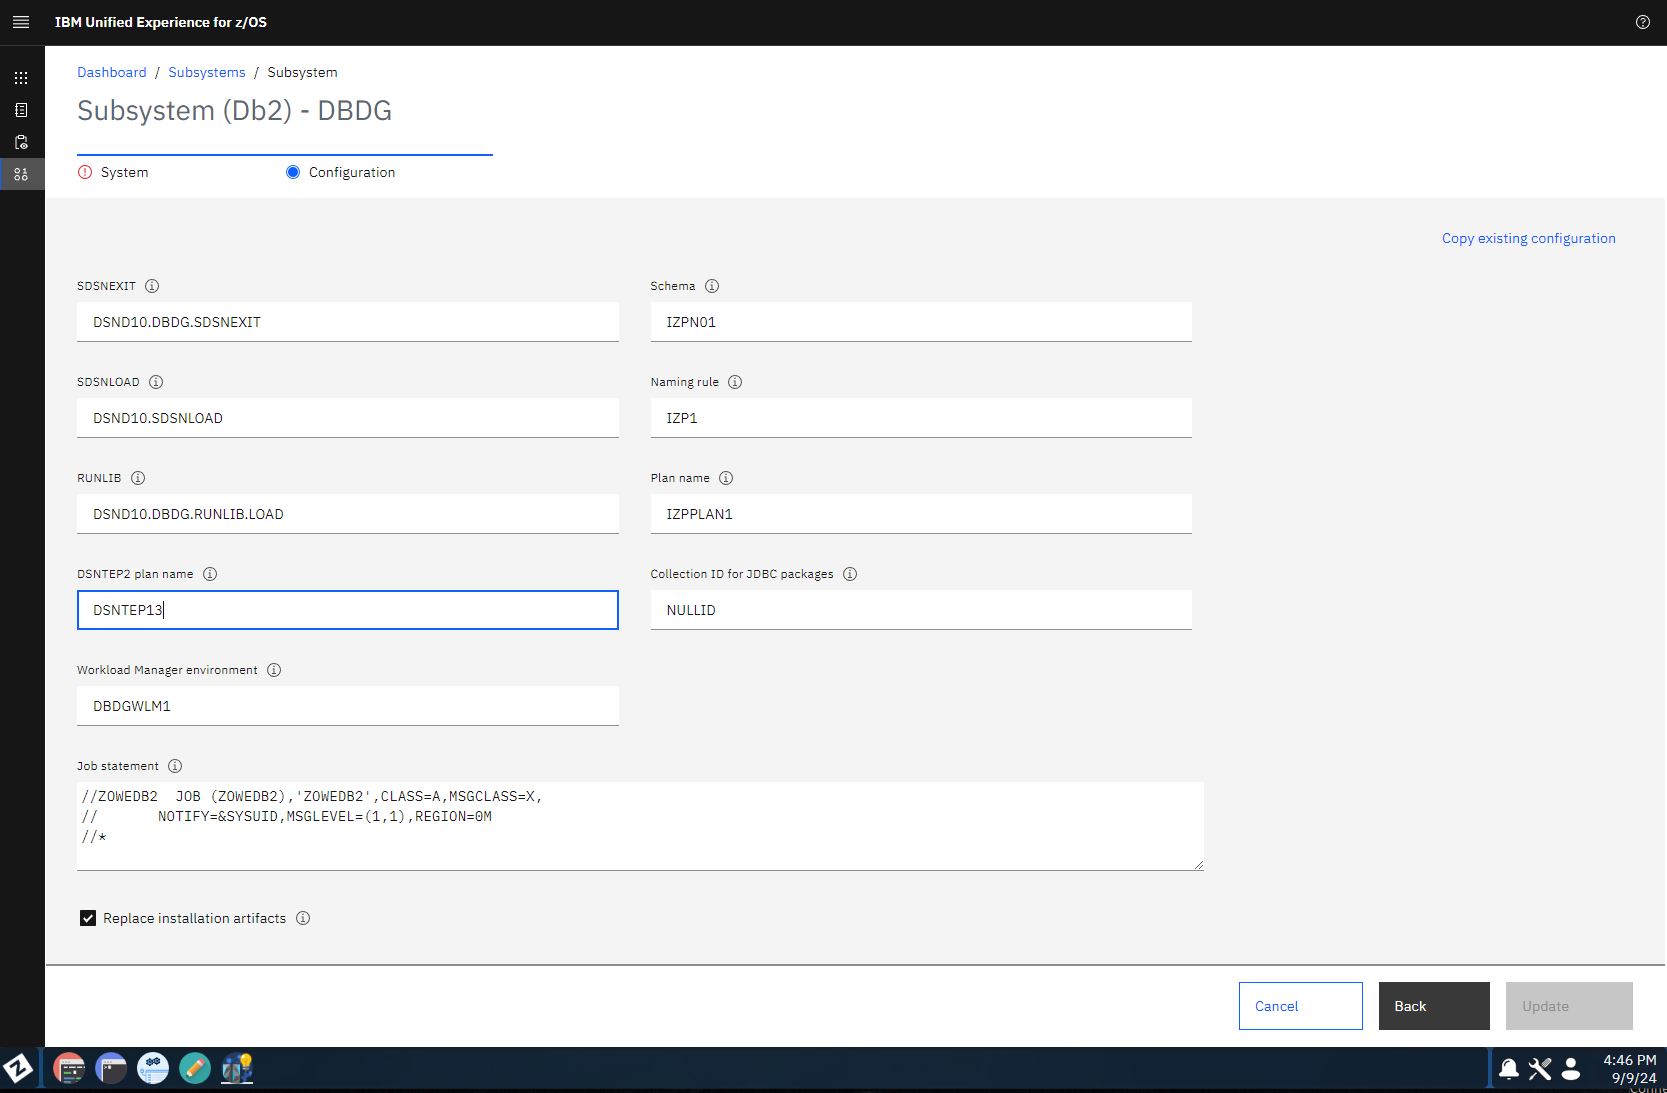 IBM Unified Experience for z/OS
Dashboard / Subsystems / Subsystem
Subsystem (Db2) - DBDG
System
Configuration
Copy existing configuration
SDSNEXIT
DSND10.DBDG.SDSNEXIT
Schema
IZPN01
SDSNLOAD
DSND10.SDSNLOAD
Naming rule
IZP1
RUNLIB
DSND10.DBDG.RUNLIB.LOAD
Plan name
IZPPLAN1
DSNTEP2 plan name
DSNTEP13
Collection ID for JDBC packages
NULLID
Workload Manager environment
DBDGWLM1
Job statement
//ZOWEDB2  JOB (ZOWEDB2),'ZOWEDB2',CLASS=A,MSGCLASS=X,
//       NOTIFY=&SYSUID,MSGLEVEL=(1,1),REGION=0M
//*
Replace installation artifacts
Cancel
Back
Update
4:46 PM
9/9/24